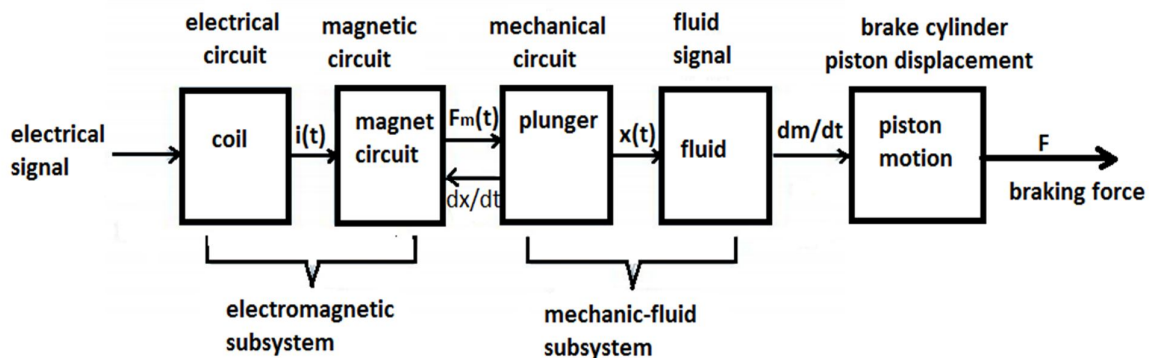 electrical
circuit
magnetic
circuit
mechanical
circuit
fluid
signal
brake cylinder
piston displacement
electrical
signal
coil
i(t)
magnet
circuit
Fm(t)
dx/dt
plunger
x(t)
fluid
dm/dt
piston
motion
F
braking force
electromagnetic
subsystem
mechanic-fluid
subsystem